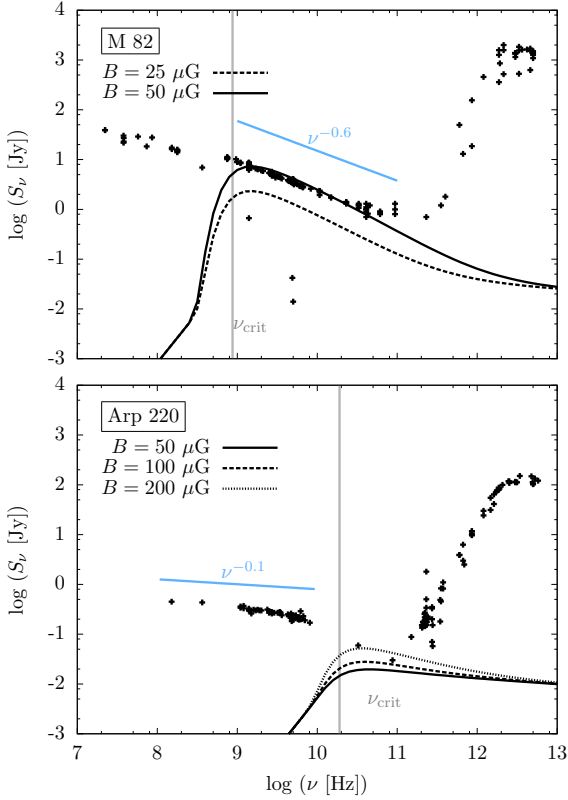 4
M 82
3
B = 25 μG
2
B = 50 μG
ν^−0.6
1
log (S_ν [Jy])
0
-1
-2
ν_crit
-3
4
Arp 220
3
B = 50 μG
B = 100 μG
2
B = 200 μG
1
ν^−0.1
log (S_ν [Jy])
0
-1
-2
ν_crit
-3
7 8 9 10 11 12 13
log (ν [Hz])